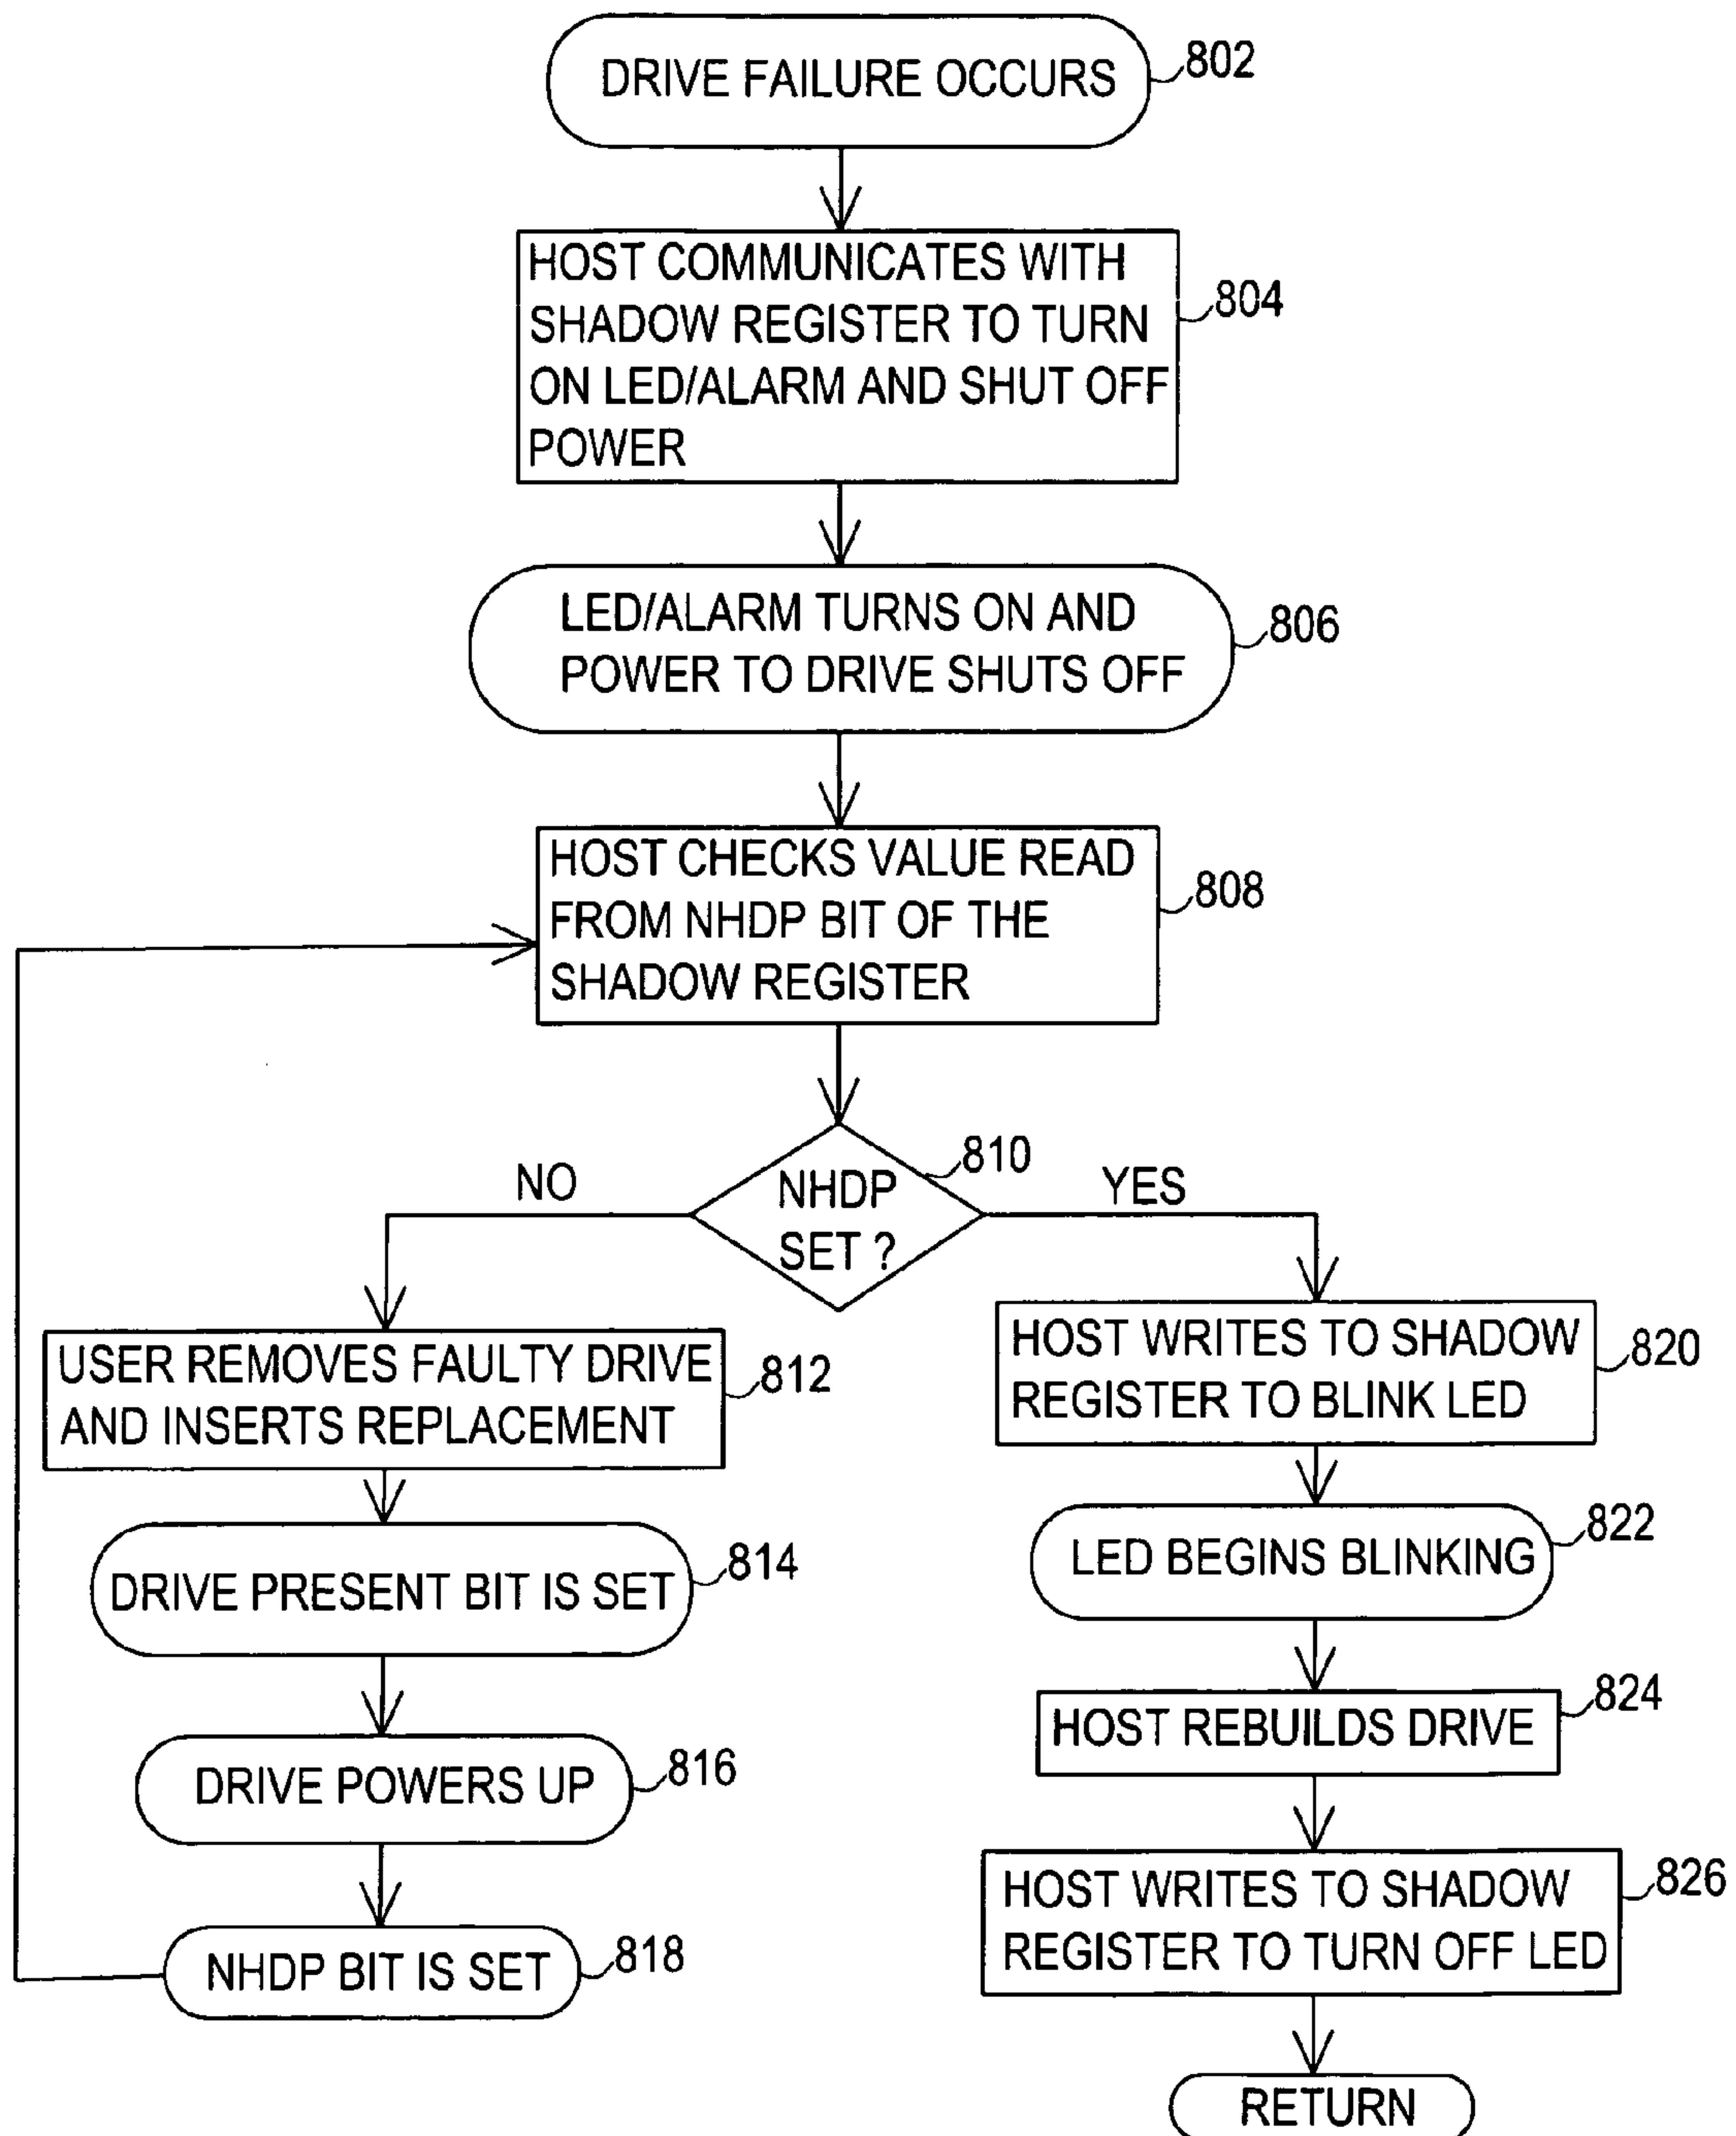 DRIVE FAILURE OCCURS
802
HOST COMMUNICATES WITH
SHADOW REGISTER TO TURN
ON LED/ALARM AND SHUT OFF
POWER
804
LED/ALARM TURNS ON AND
POWER TO DRIVE SHUTS OFF
806
HOST CHECKS VALUE READ
FROM NHDP BIT OF THE
SHADOW REGISTER
808
NHDP
SET ?
810
NO
YES
USER REMOVES FAULTY DRIVE
AND INSERTS REPLACEMENT
812
DRIVE PRESENT BIT IS SET
814
DRIVE POWERS UP
816
NHDP BIT IS SET
818
HOST WRITES TO SHADOW
REGISTER TO BLINK LED
820
LED BEGINS BLINKING
822
HOST REBUILDS DRIVE
824
HOST WRITES TO SHADOW
REGISTER TO TURN OFF LED
826
RETURN